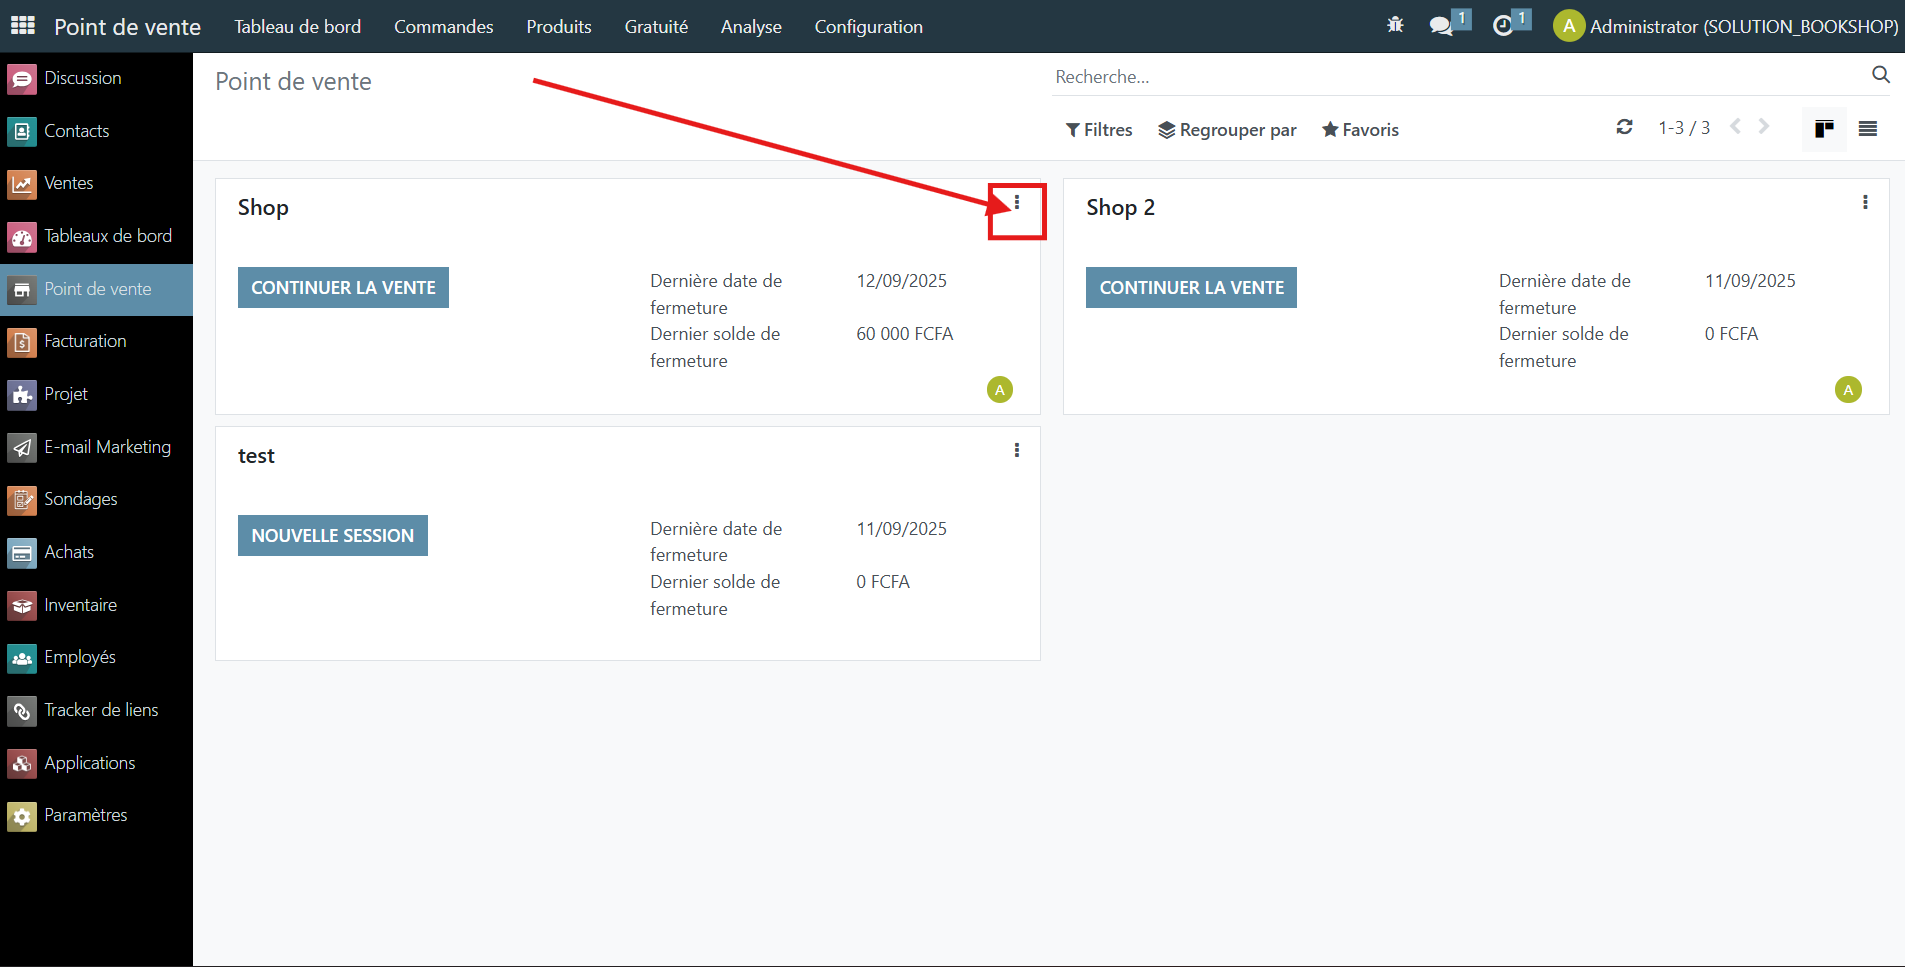 Point de vente
Tableau de bord
Commandes
Produits
Gratuité
Analyse
Configuration
1
1
A
Administrator (SOLUTION_BOOKSHOP)
Discussion
Contacts
Ventes
Tableaux de bord
Point de vente
Facturation
Projet
E-mail Marketing
Sondages
Achats
Inventaire
Employés
Tracker de liens
Applications
Paramètres
Point de vente
Recherche...
Filtres
Regrouper par
Favoris
1-3 / 3
Shop
CONTINUER LA VENTE
Dernière date de
fermeture
12/09/2025
Dernier solde de
fermeture
60 000 FCFA
A
Shop 2
CONTINUER LA VENTE
Dernière date de
fermeture
11/09/2025
Dernier solde de
fermeture
0 FCFA
A
test
NOUVELLE SESSION
Dernière date de
fermeture
11/09/2025
Dernier solde de
fermeture
0 FCFA